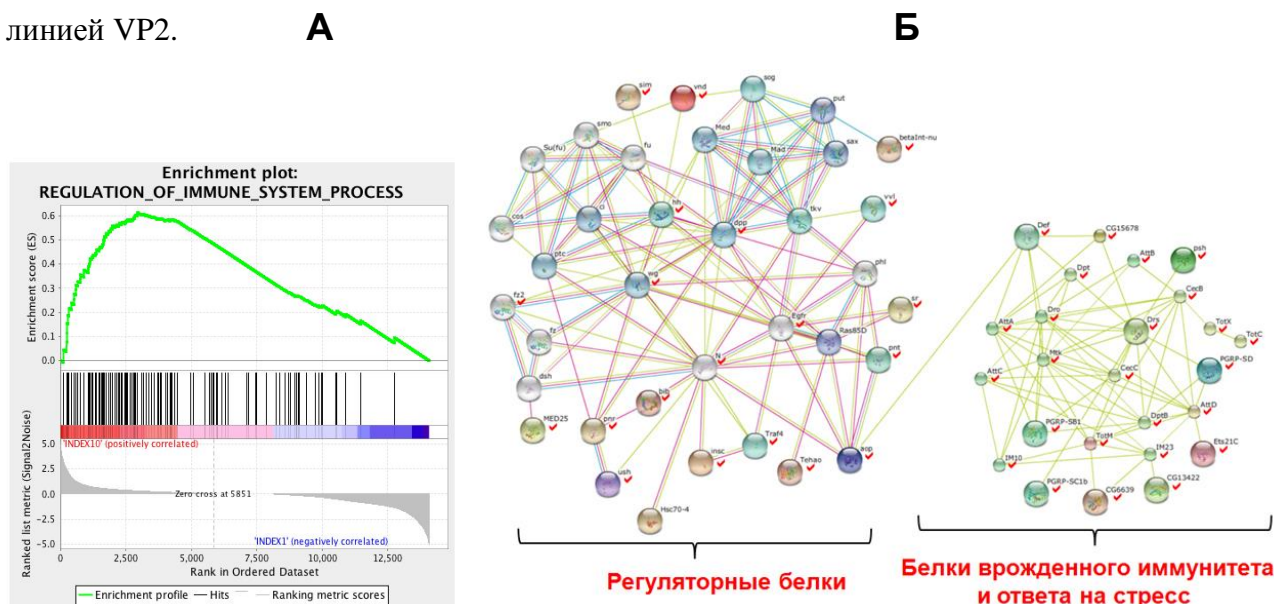 линией VP2.
А
Б
Enrichment plot:
REGULATION_OF_IMMUNE_SYSTEM_PROCESS
Enrichment score (ES)
0.6
0.5
0.4
0.3
0.2
0.1
0.0
Ranked list metric (Signal2Noise)
5.0
2.5
0.0
-2.5
-5.0
'INDEX10' (positively correlated)
Zero cross at 5851
'INDEX1' (negatively correlated)
0 2,500 5,000 7,500 10,000 12,500
Rank in Ordered Dataset
Enrichment profile Hits Ranking metric scores
sim
vnd
sog
put
smo
Med
Su(fu)
fu
Mad
sax
betaInt-nu
cos
ci
hh
dpp
tkv
vvl
ptc
wg
phl
fz2
Egfr
sr
fz
Ras85D
N
pnt
dsh
bib
MED25
pnr
Traf4
insc
Tehao
aop
ush
Hsc70-4
Def
CG15678
AttB
psh
Dpt
CecB
Dro
AttA
Drs
TotX
TotC
Mtk
CecC
PGRP-SD
AttC
AttD
DptB
PGRP-SB1
TotM
Ets21C
IM10
IM23
PGRP-SC1b
CG6639
CG13422
Регуляторные белки
Белки врожденного иммунитета
и ответа на стресс